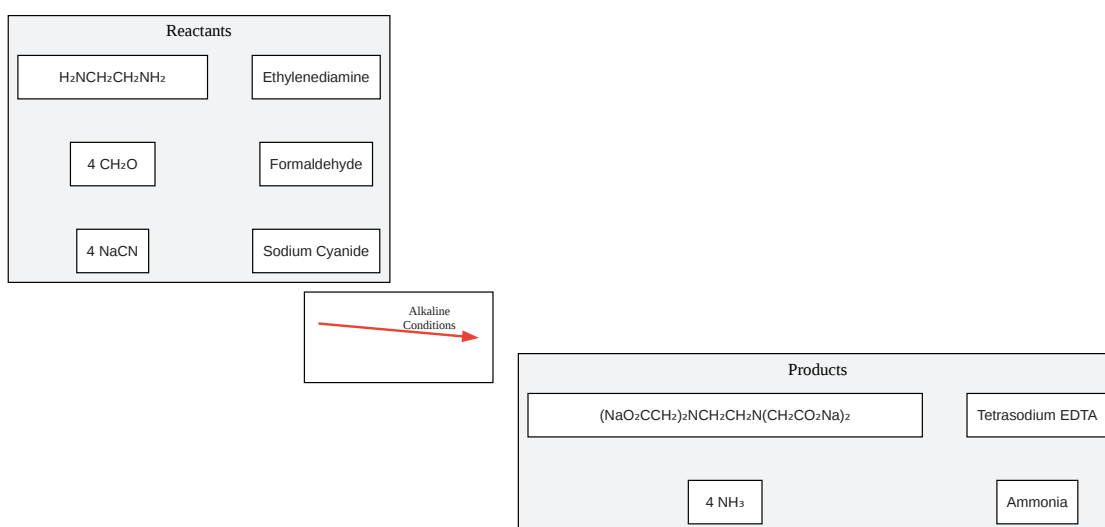 Reactants
H₂NCH₂CH₂NH₂
Ethylenediamine
4 CH₂O
Formaldehyde
4 NaCN
Sodium Cyanide
Alkaline
Conditions
Products
(NaO₂CCH₂)₂NCH₂CH₂N(CH₂CO₂Na)₂
Tetrasodium EDTA
4 NH₃
Ammonia